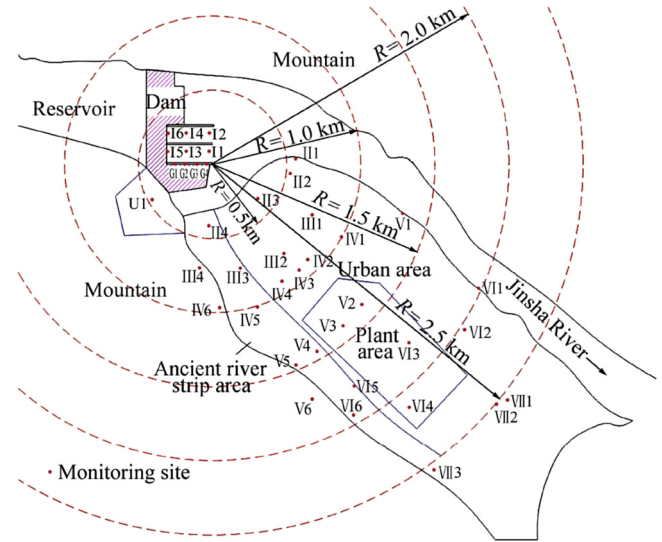 R= 2.0 km
Mountain
Reservoir
Dam
R= 1.0 km
I6 I4 I2
I5 I3 I1
G1 G2 G3 G4
II1
II2
II3
R=0.5km
R= 1.5 km
U1
II4
III1
IV1
V1
III2
IV2
III4
III3
IV3
Urban area
IV4
VI1
Jinsha River
Mountain
IV6
IV5
V2
R= 2.5 km
V3
Plant
area
VI2
VI3
V4
V5
Ancient river
strip area
VI5
V6
VI6
VI4
VII1
VII2
VII3
Monitoring site